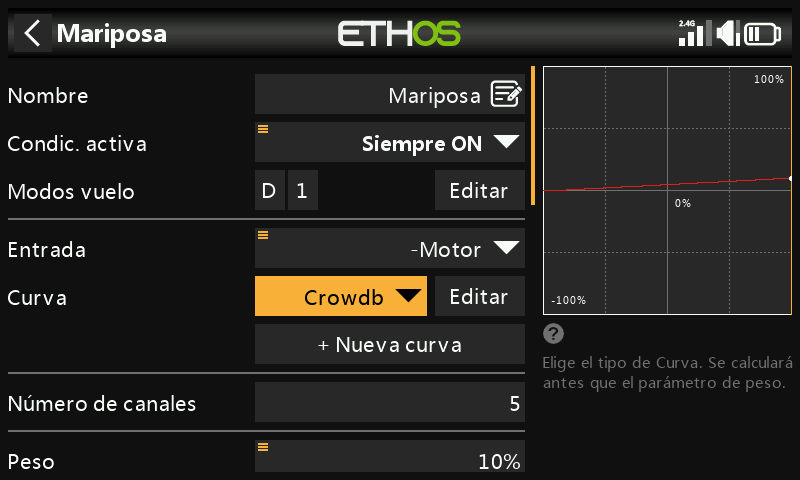 Mariposa
ETHOS
2.4G
Nombre
Mariposa
Condic. activa
Siempre ON
Modos vuelo
D
1
Editar
Entrada
-Motor
Curva
Crowdb
Editar
+ Nueva curva
Número de canales
5
Peso
10%
100%
0%
-100%
?
Elige el tipo de Curva. Se calculará
antes que el parámetro de peso.